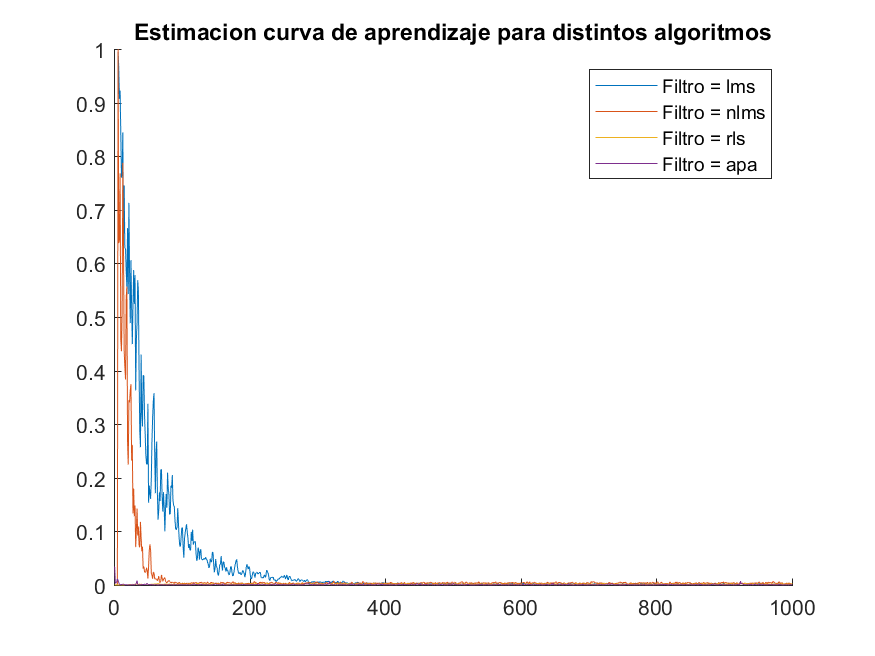 Estimacion curva de aprendizaje para distintos algoritmos
1
0.9
0.8
0.7
0.6
0.5
0.4
0.3
0.2
0.1
0
Filtro = lms
Filtro = nlms
Filtro = rls
Filtro = apa
0 200 400 600 800 1000